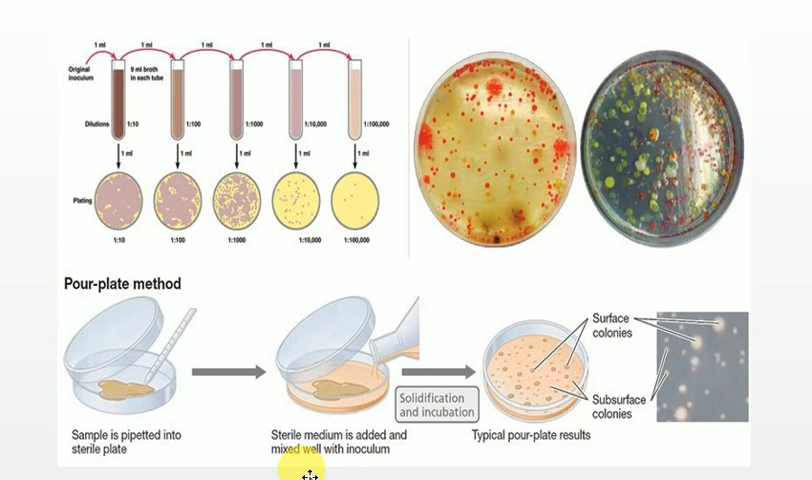 1 ml 1 ml 1 ml 1 ml 1 ml
Original
inoculum
9 ml broth
in each tube
Dilutions 1:10 1:100 1:1000 1:10,000 1:100,000
1 ml 1 ml 1 ml 1 ml 1 ml
Plating
1:10 1:100 1:1000 1:10,000 1:100,000
Pour-plate method
Surface
colonies
Solidification
and incubation
Subsurface
colonies
Sample is pipetted into
sterile plate
Sterile medium is added and
mixed well with inoculum
Typical pour-plate results